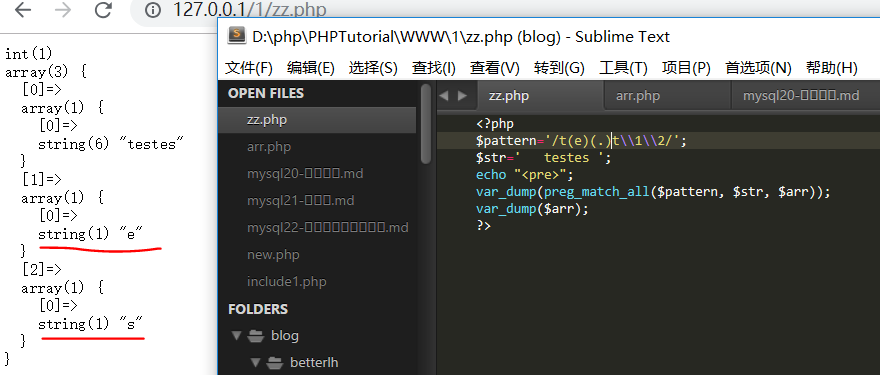 127.0.0.1/1/zz.php
int(1)
array(3) {
[0]=>
array(1) {
[0]=>
string(6) "testes"
}
[1]=>
array(1) {
[0]=>
string(1) "e"
}
[2]=>
array(1) {
[0]=>
string(1) "s"
}
}
D:\php\PHPTutorial\WWW\1\zz.php (blog) - Sublime Text
文件(F) 编辑(E) 选择(S) 查找(I) 查看(V) 转到(G) 工具(T) 项目(P) 首选项(N) 帮助(H)
OPEN FILES
zz.php
arr.php
mysql20-□□□□.md
mysql21-□□□.md
mysql22-□□□□□□□□□.md
new.php
include1.php
FOLDERS
blog
betterlh
zz.php arr.php mysql20-□□□□.md
<?php
$pattern='/t(e)(.)t\\1\\2/';
$str='   testes ';
echo "<pre>";
var_dump(preg_match_all($pattern, $str, $arr));
var_dump($arr);
?>